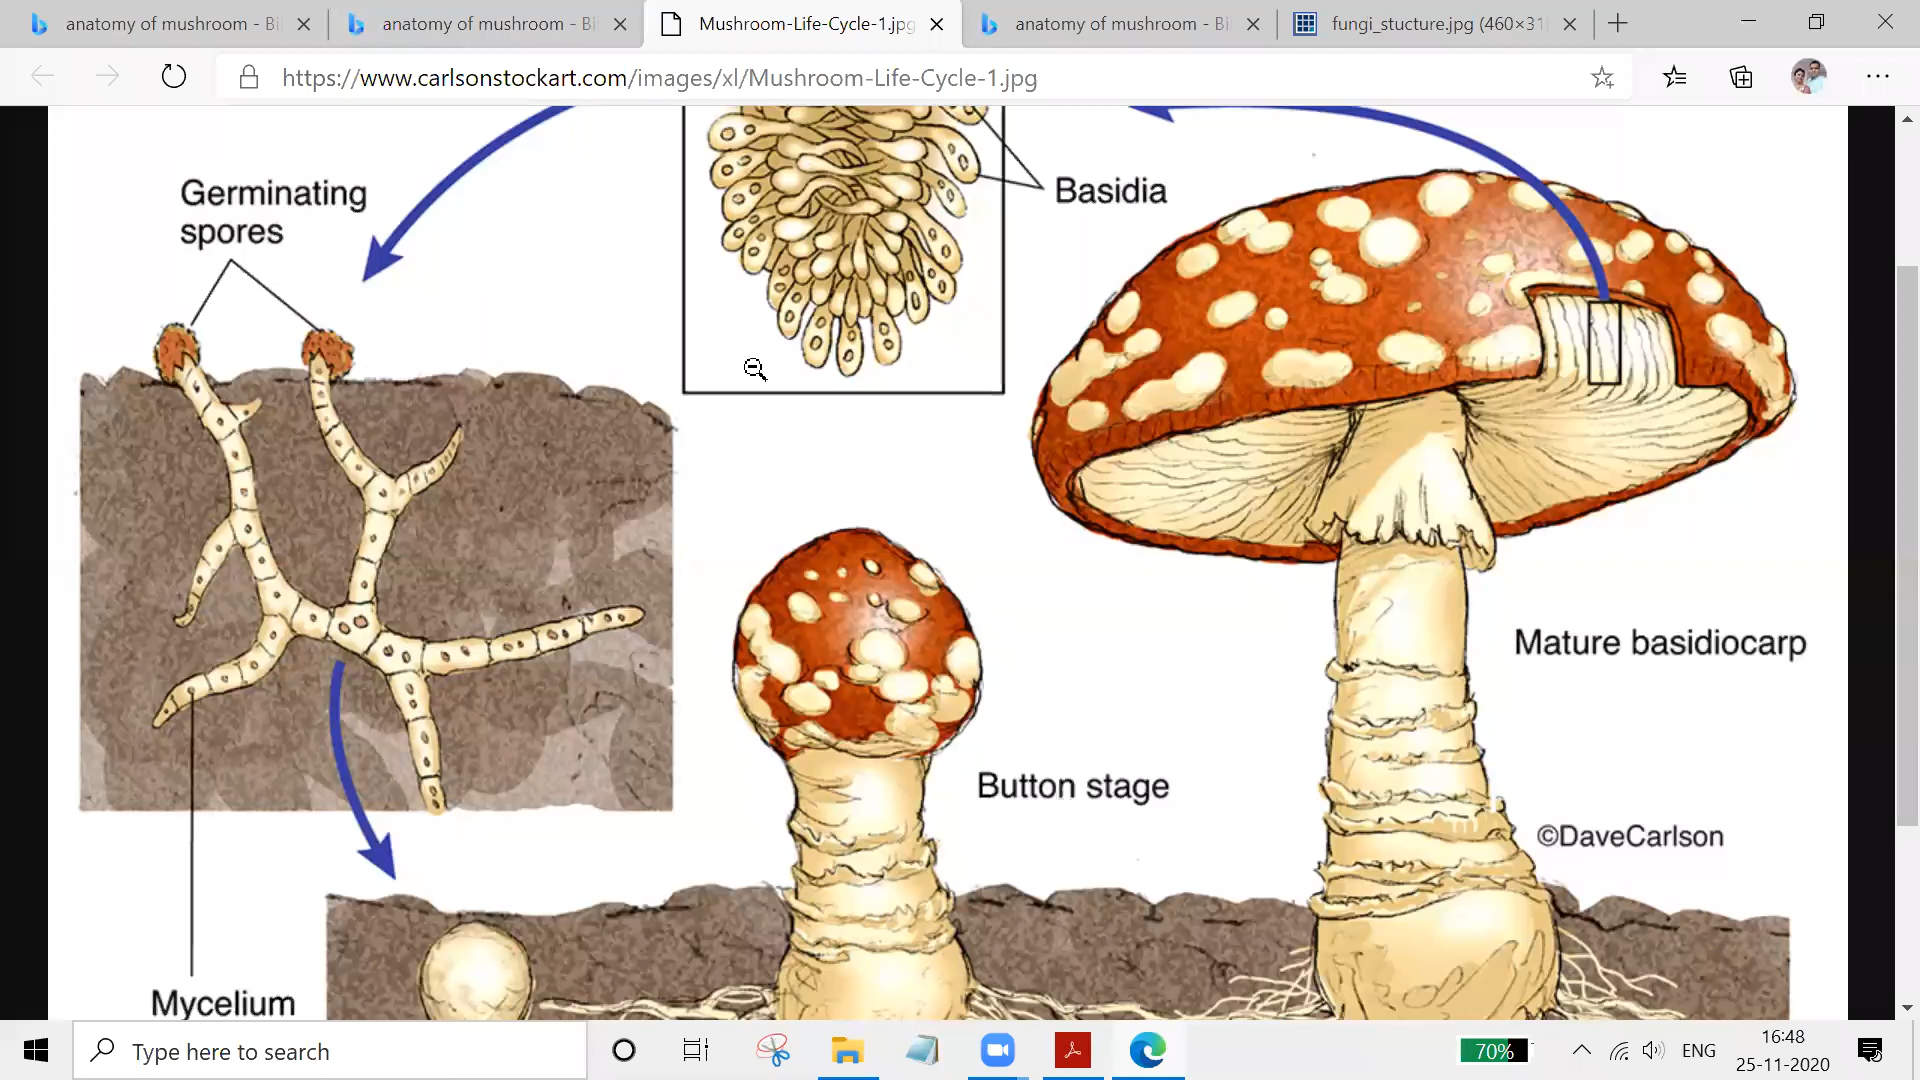 anatomy of mushroom - Bi
anatomy of mushroom - Bi
Mushroom-Life-Cycle-1.jpg
anatomy of mushroom - Bi
fungi_stucture.jpg (460×31
https://www.carlsonstockart.com/images/xl/Mushroom-Life-Cycle-1.jpg
Germinating
spores
Basidia
Mature basidiocarp
Button stage
©DaveCarlson
Mycelium
Type here to search
70%
ENG
16:48
25-11-2020